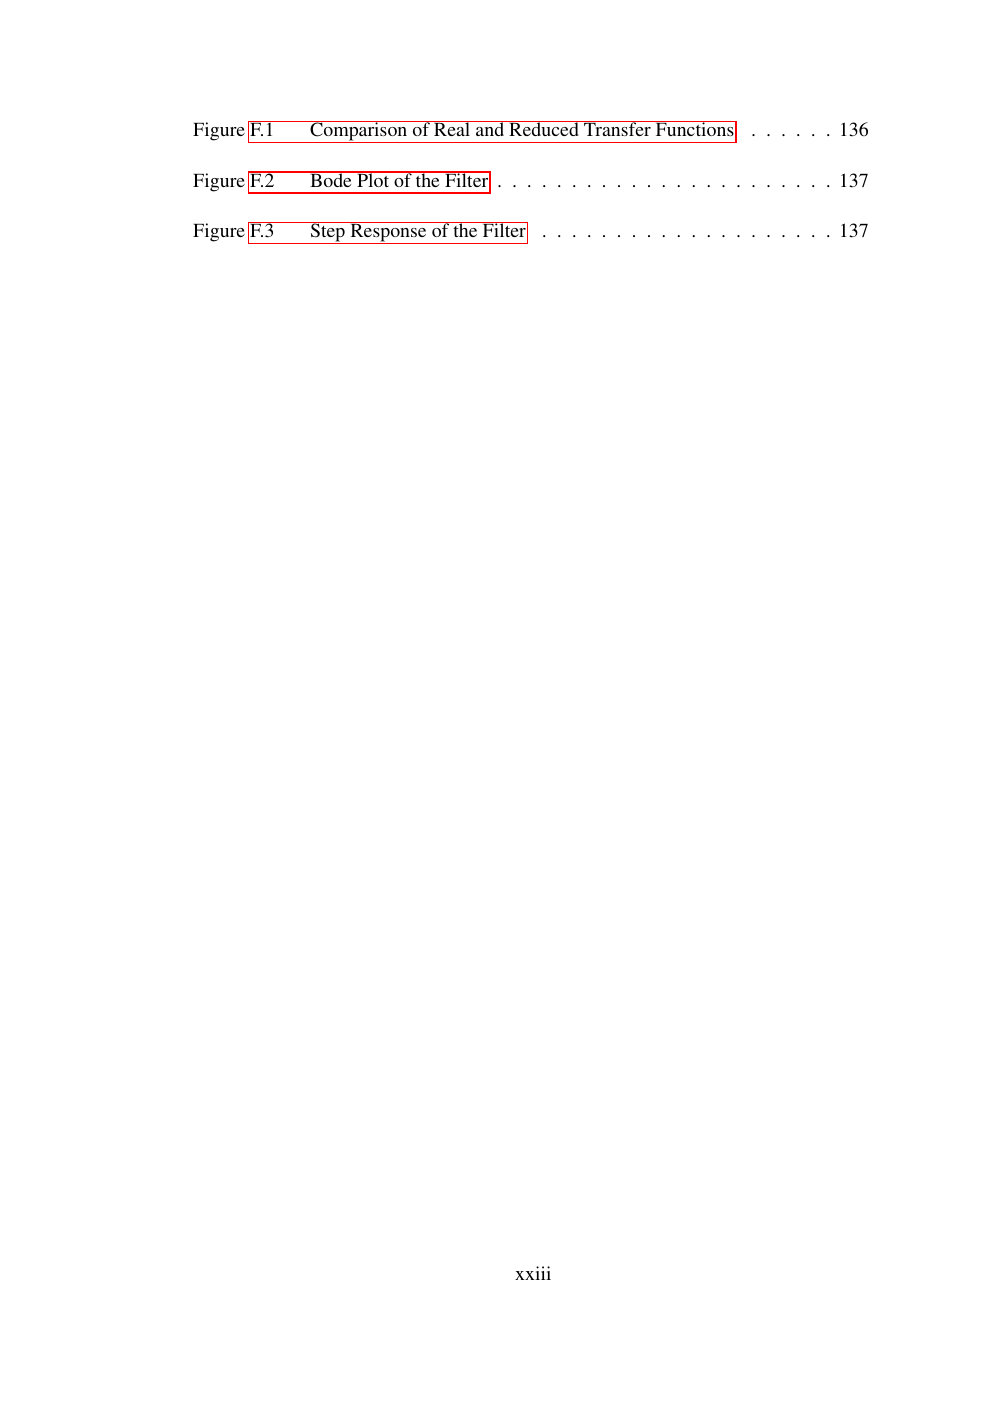 Figure F.1 Comparison of Real and Reduced Transfer Functions . . . . . . 136
Figure F.2 Bode Plot of the Filter . . . . . . . . . . . . . . . . . . . . . . . 137
Figure F.3 Step Response of the Filter . . . . . . . . . . . . . . . . . . . . 137
xxiii